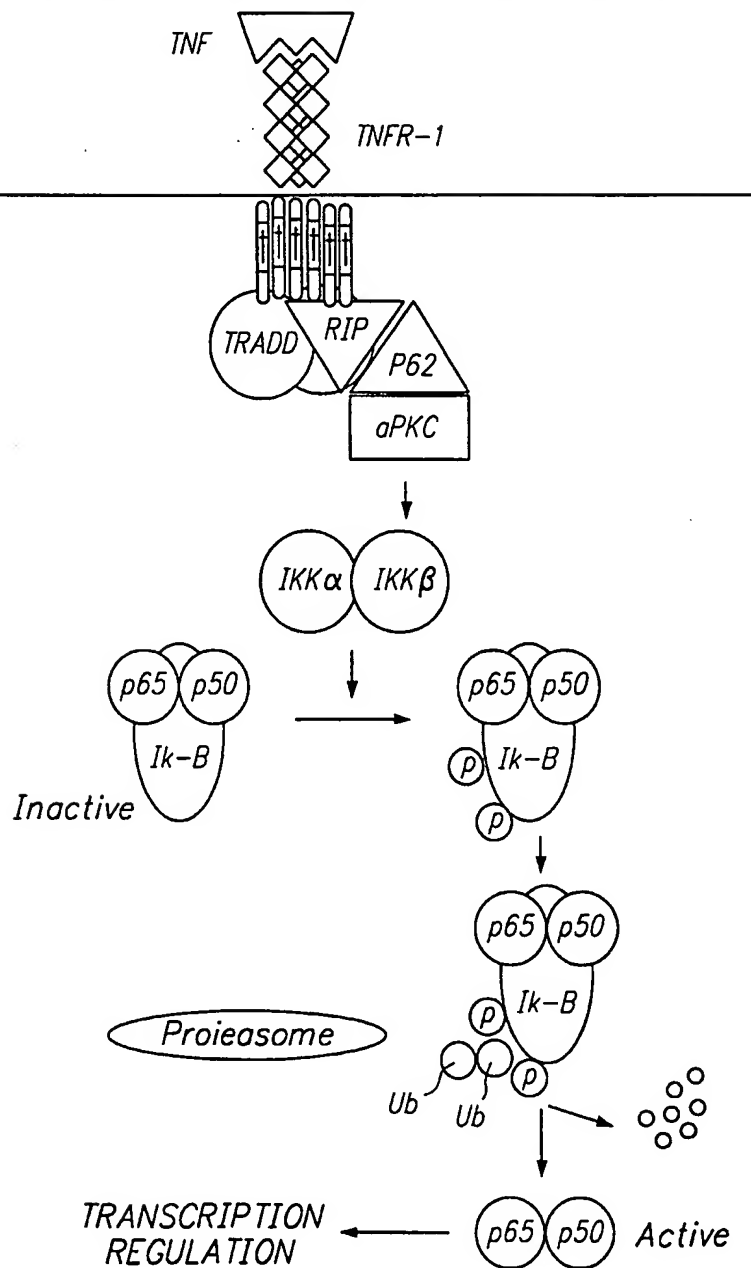 TNF
TNFR-1
TRADD
RIP
P62
aPKC
IKKα
IKKβ
p65
p50
Ik-B
Inactive
p65
p50
Ik-B
p
p
p65
p50
Ik-B
p
p
Proieasome
Ub
Ub
p65
p50
Active
TRANSCRIPTION
REGULATION